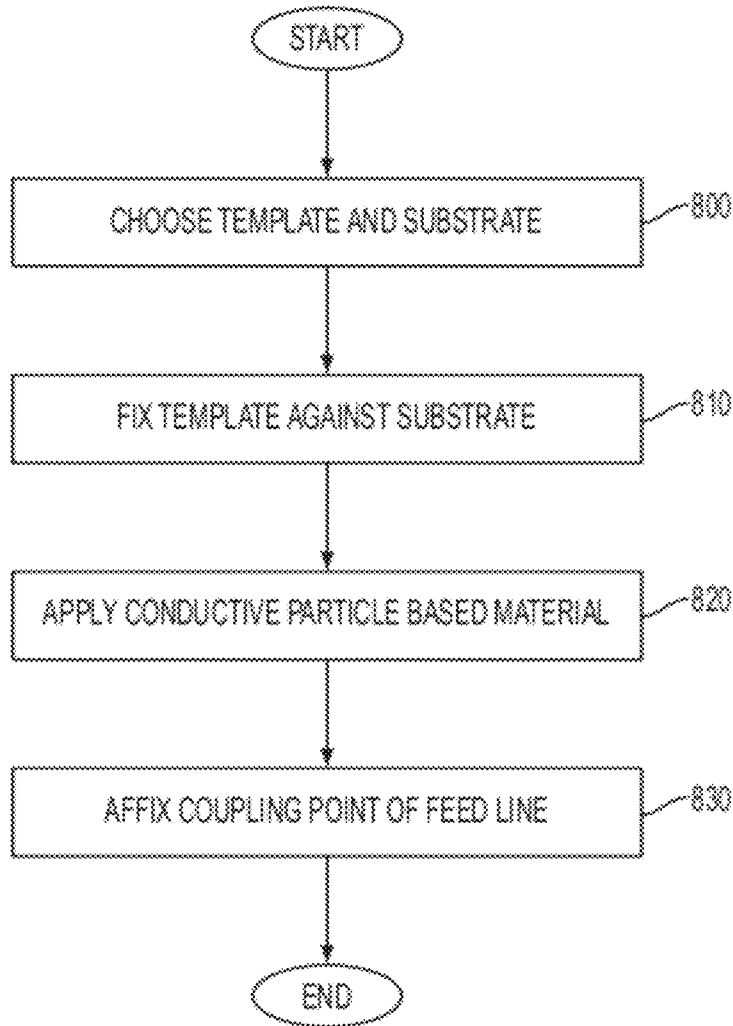 START
CHOOSE TEMPLATE AND SUBSTRATE
800
FIX TEMPLATE AGAINST SUBSTRATE
810
APPLY CONDUCTIVE PARTICLE BASED MATERIAL
820
AFFIX COUPLING POINT OF FEED LINE
830
END